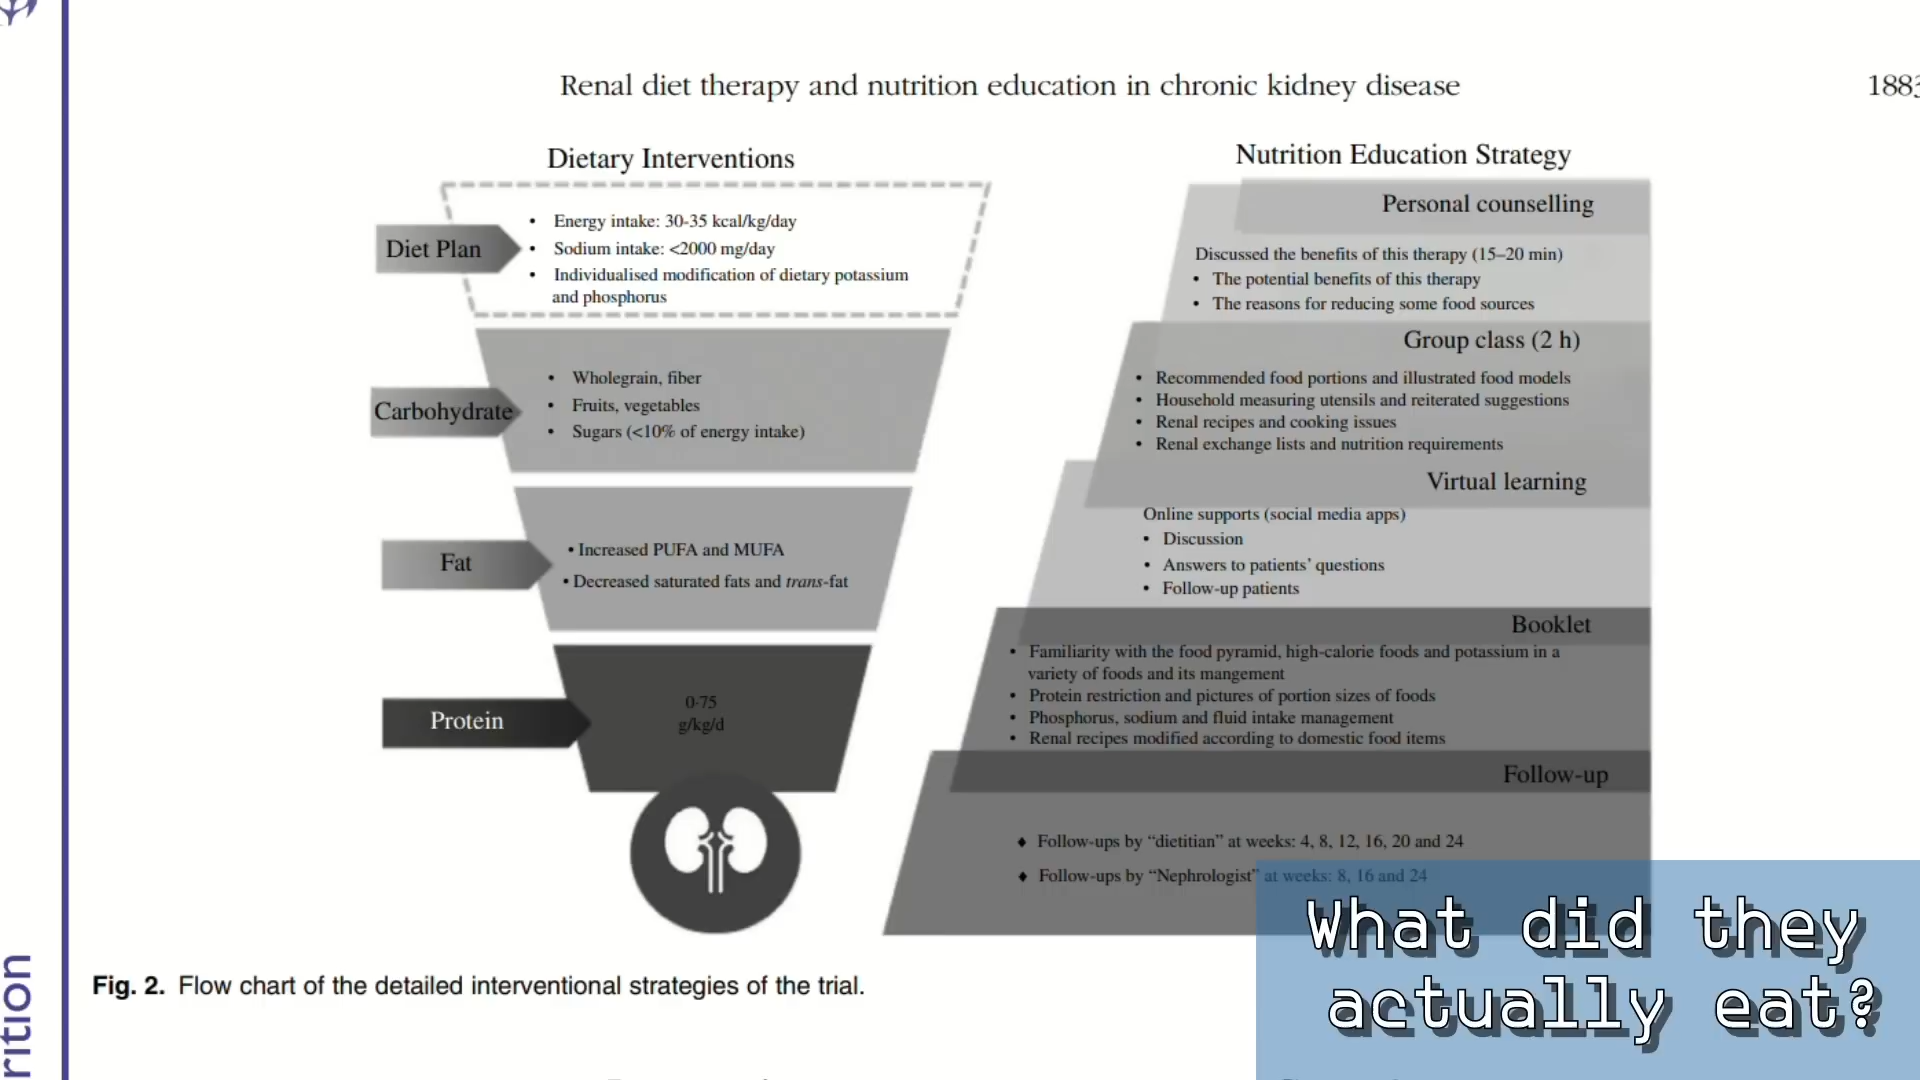 Renal diet therapy and nutrition education in chronic kidney disease
1883
Dietary Interventions
Diet Plan
• Energy intake: 30-35 kcal/kg/day
• Sodium intake: <2000 mg/day
• Individualised modification of dietary potassium
and phosphorus
Carbohydrate
• Wholegrain, fiber
• Fruits, vegetables
• Sugars (<10% of energy intake)
Fat
• Increased PUFA and MUFA
• Decreased saturated fats and trans-fat
Protein
0·75
g/kg/d
Nutrition Education Strategy
Personal counselling
Discussed the benefits of this therapy (15–20 min)
• The potential benefits of this therapy
• The reasons for reducing some food sources
Group class (2 h)
• Recommended food portions and illustrated food models
• Household measuring utensils and reiterated suggestions
• Renal recipes and cooking issues
• Renal exchange lists and nutrition requirements
Virtual learning
Online supports (social media apps)
• Discussion
• Answers to patients’ questions
• Follow-up patients
Booklet
• Familiarity with the food pyramid, high-calorie foods and potassium in a
variety of foods and its mangement
• Protein restriction and pictures of portion sizes of foods
• Phosphorus, sodium and fluid intake management
• Renal recipes modified according to domestic food items
Follow-up
♦ Follow-ups by “dietitian” at weeks: 4, 8, 12, 16, 20 and 24
♦ Follow-ups by “Nephrologist” at weeks: 8, 16 and 24
Fig. 2. Flow chart of the detailed interventional strategies of the trial.
rition
What did they
actually eat?